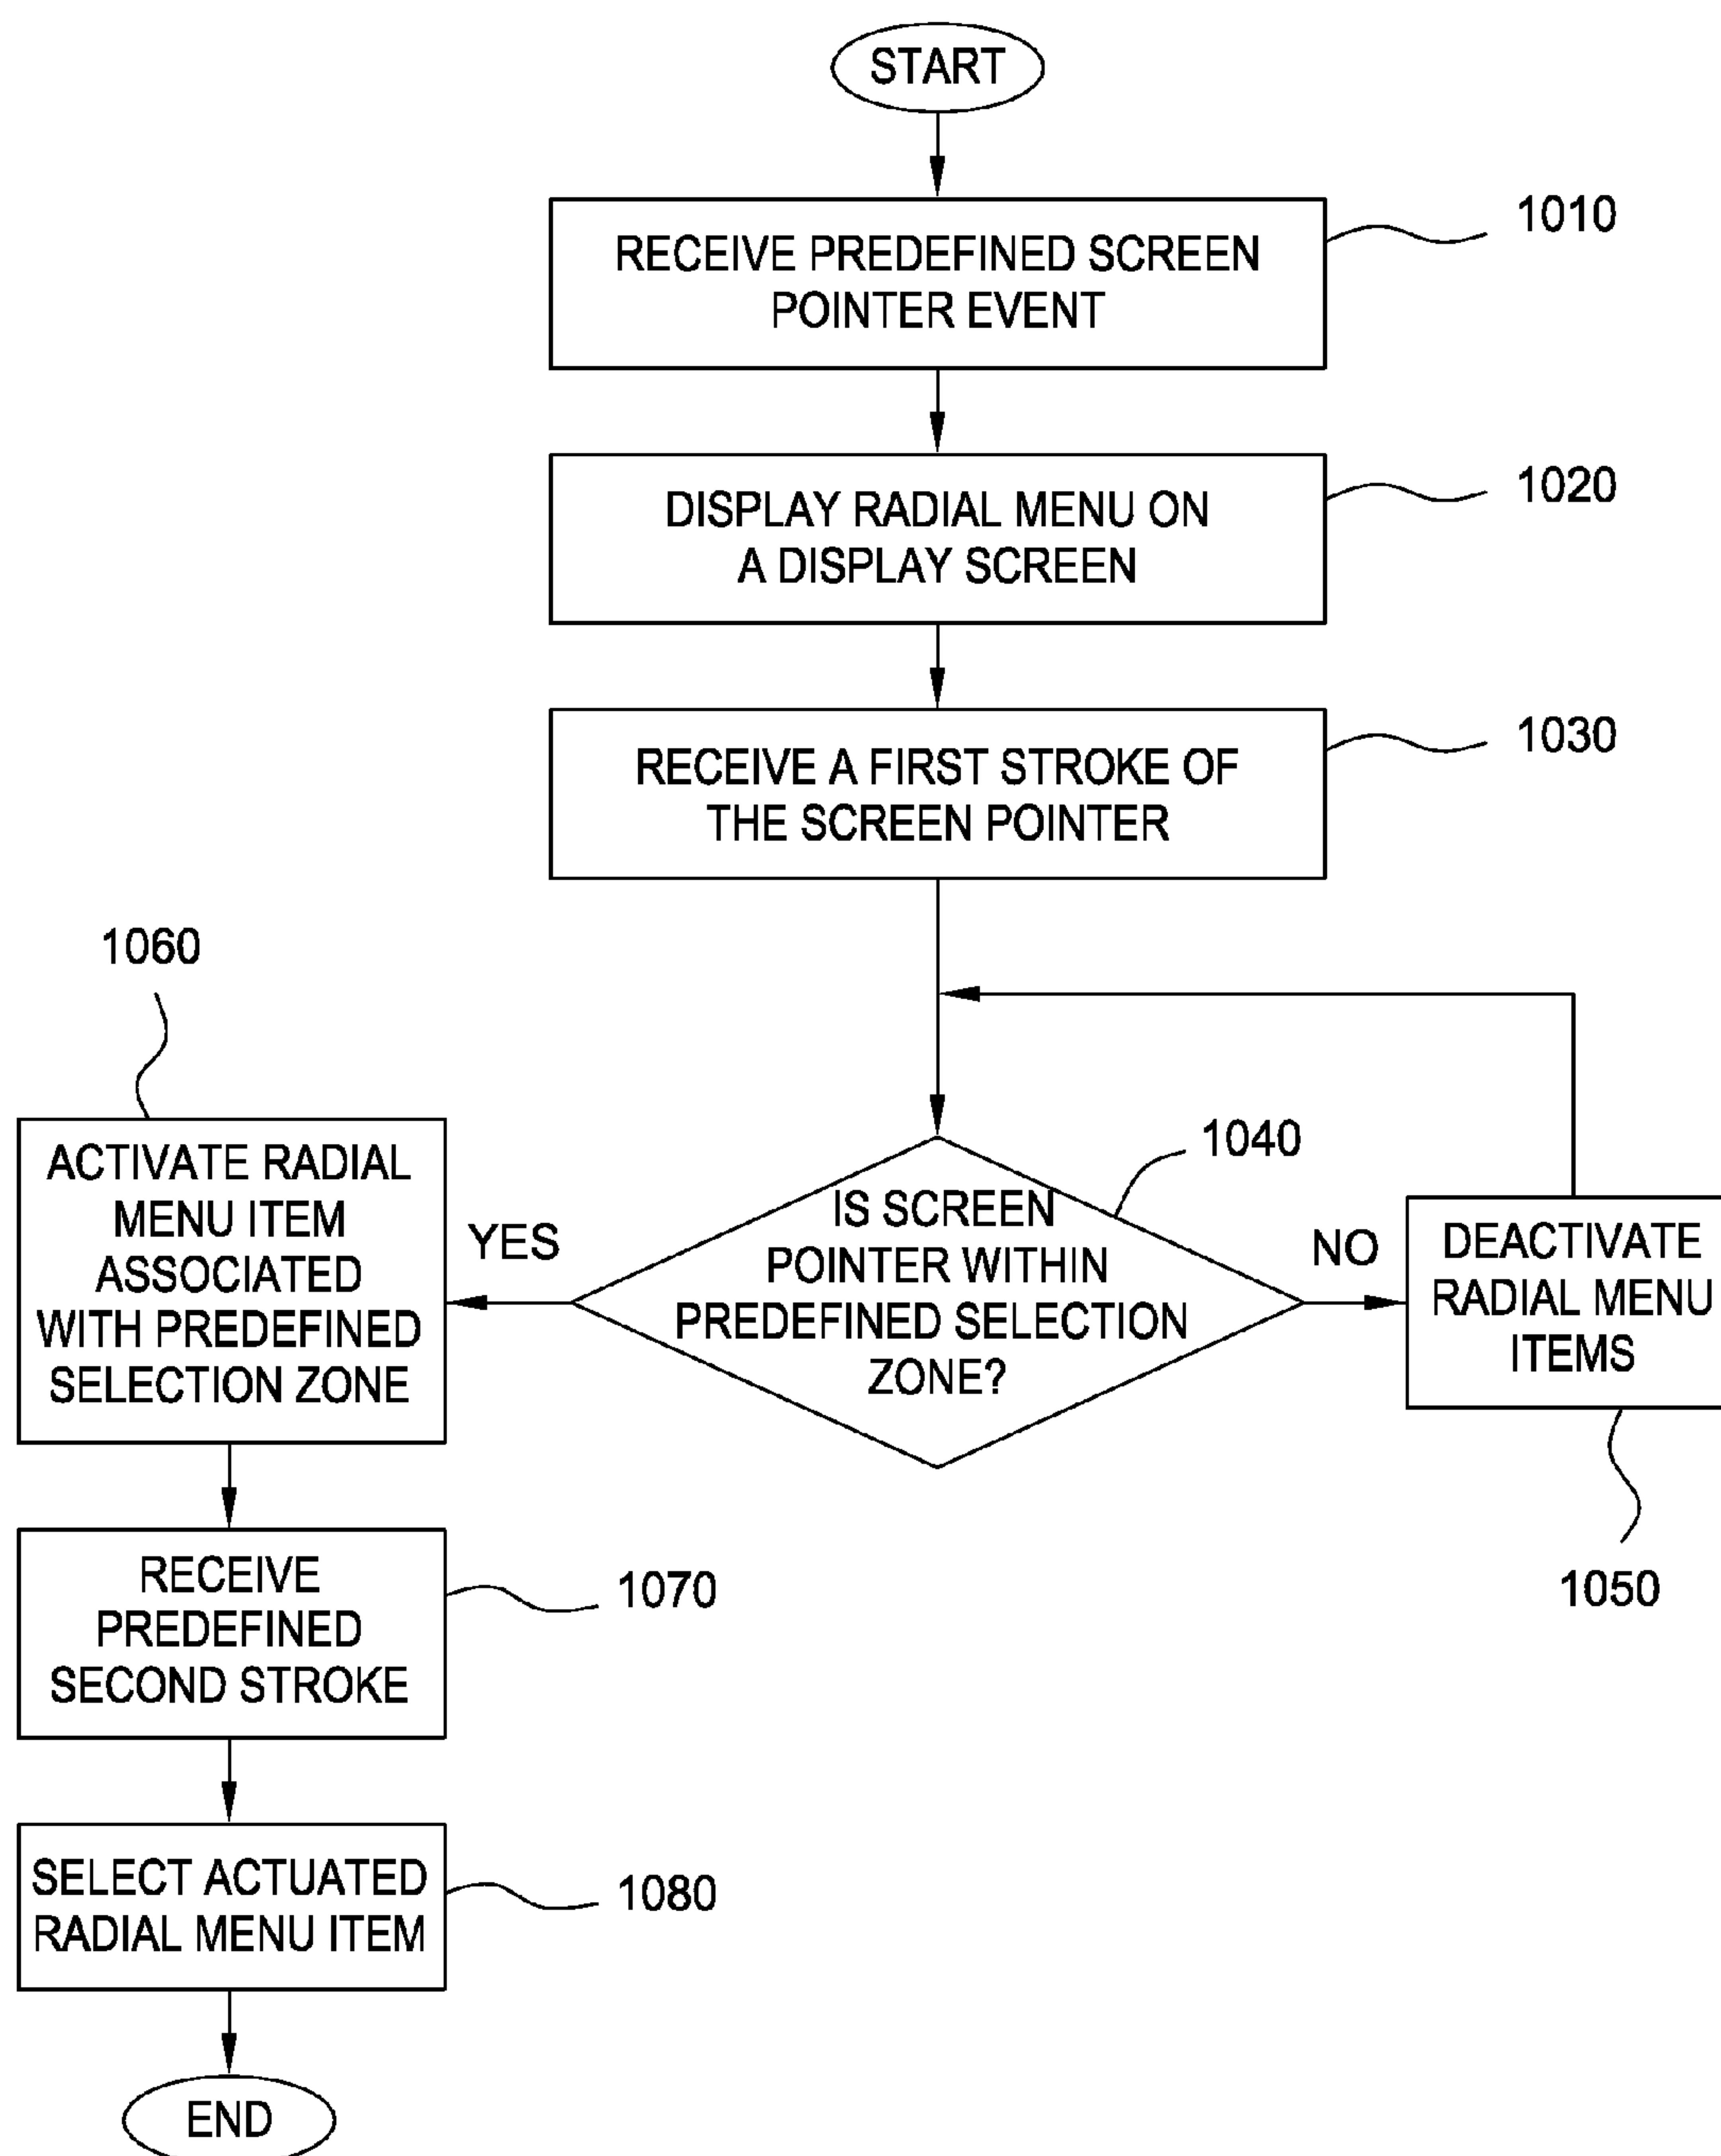 START
RECEIVE PREDEFINED SCREEN
POINTER EVENT
1010
DISPLAY RADIAL MENU ON
A DISPLAY SCREEN
1020
RECEIVE A FIRST STROKE OF
THE SCREEN POINTER
1030
IS SCREEN
POINTER WITHIN
PREDEFINED SELECTION
ZONE?
1040
NO
DEACTIVATE
RADIAL MENU
ITEMS
1050
YES
1060
ACTIVATE RADIAL
MENU ITEM
ASSOCIATED
WITH PREDEFINED
SELECTION ZONE
RECEIVE
PREDEFINED
SECOND STROKE
1070
SELECT ACTUATED
RADIAL MENU ITEM
1080
END